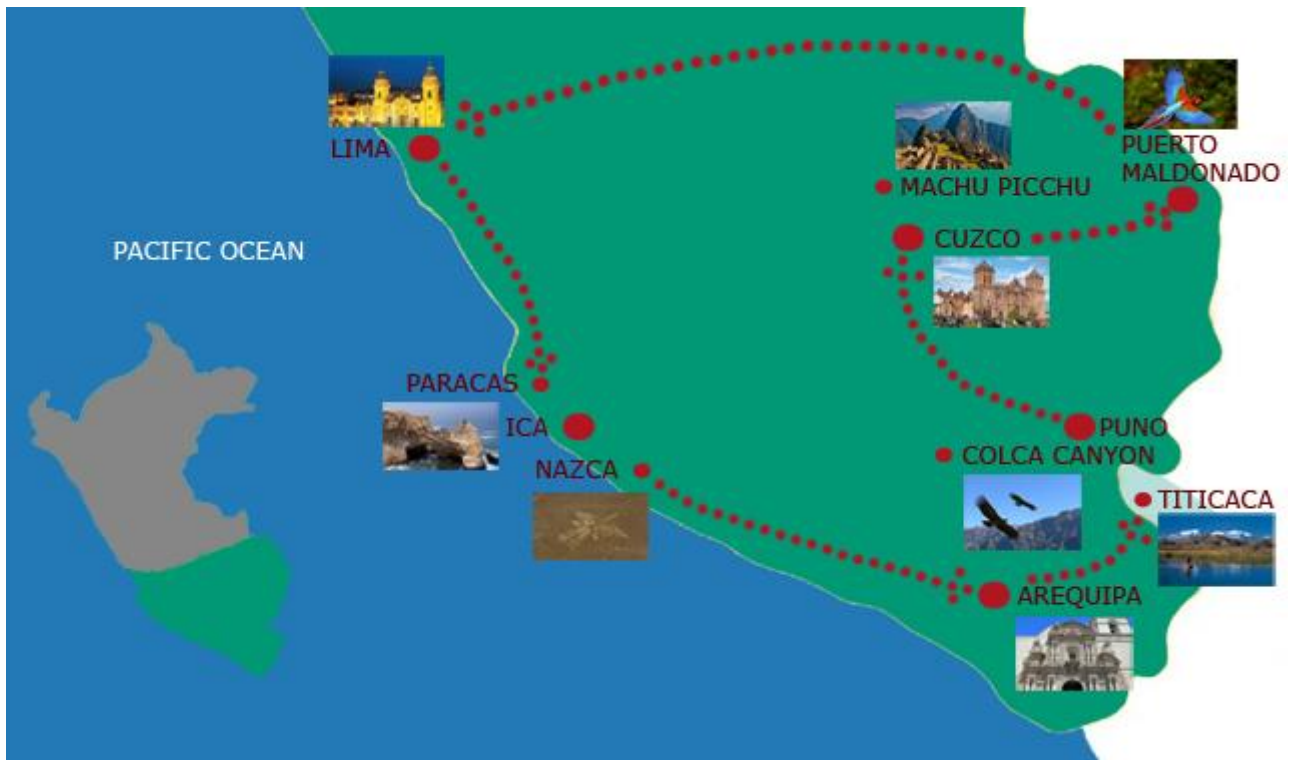 LIMA
PUERTO
MALDONADO
MACHU PICCHU
CUZCO
PACIFIC OCEAN
PARACAS
ICA
PUNO
COLCA CANYON
NAZCA
TITICACA
AREQUIPA